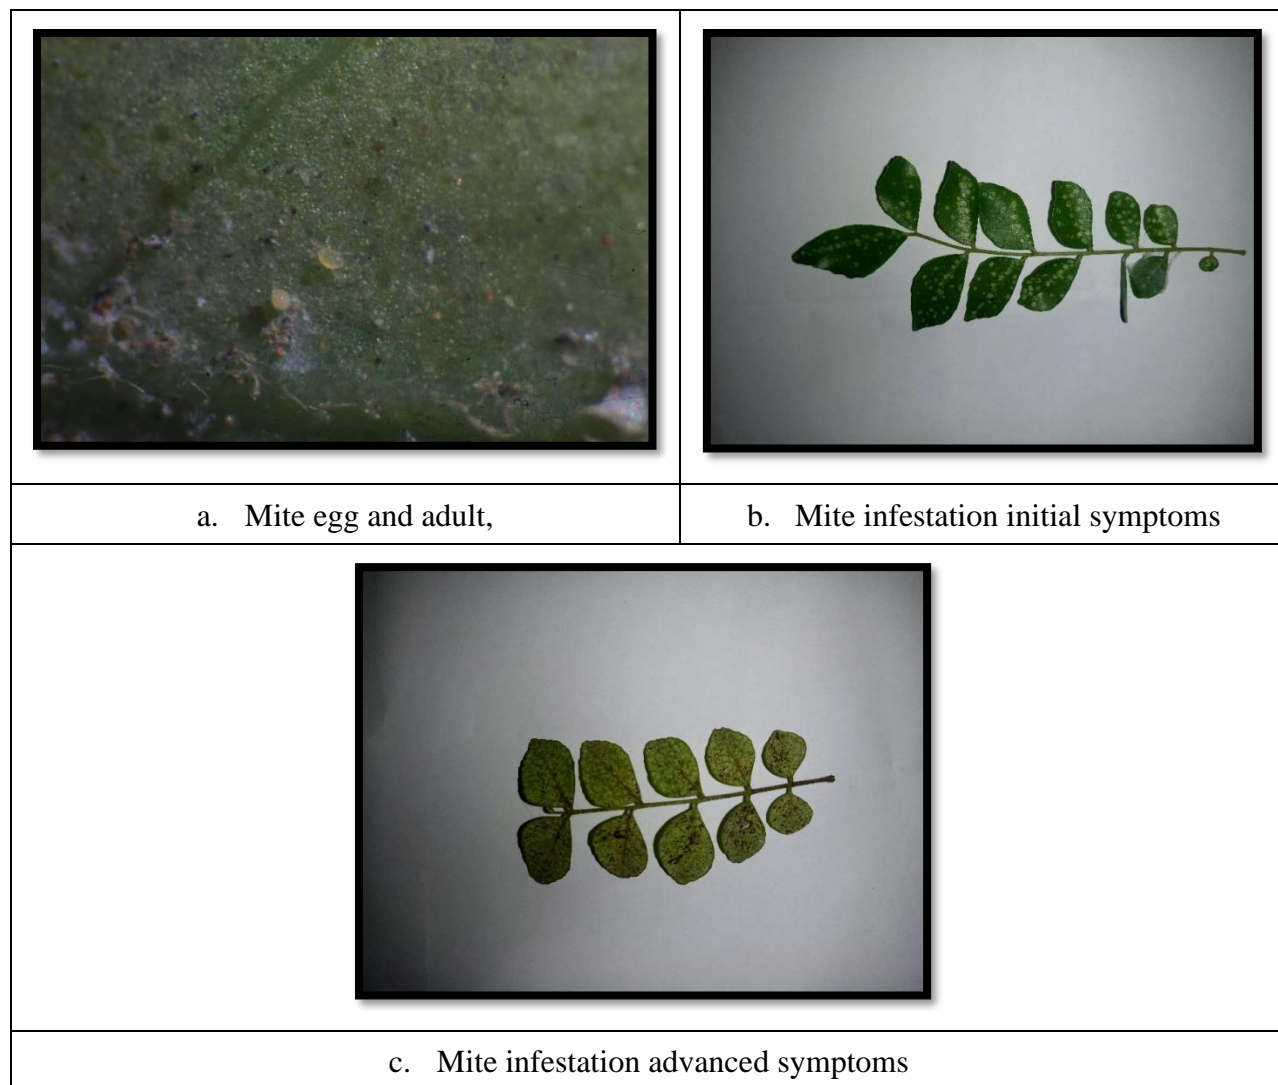 a. Mite egg and adult,
b. Mite infestation initial symptoms
c. Mite infestation advanced symptoms